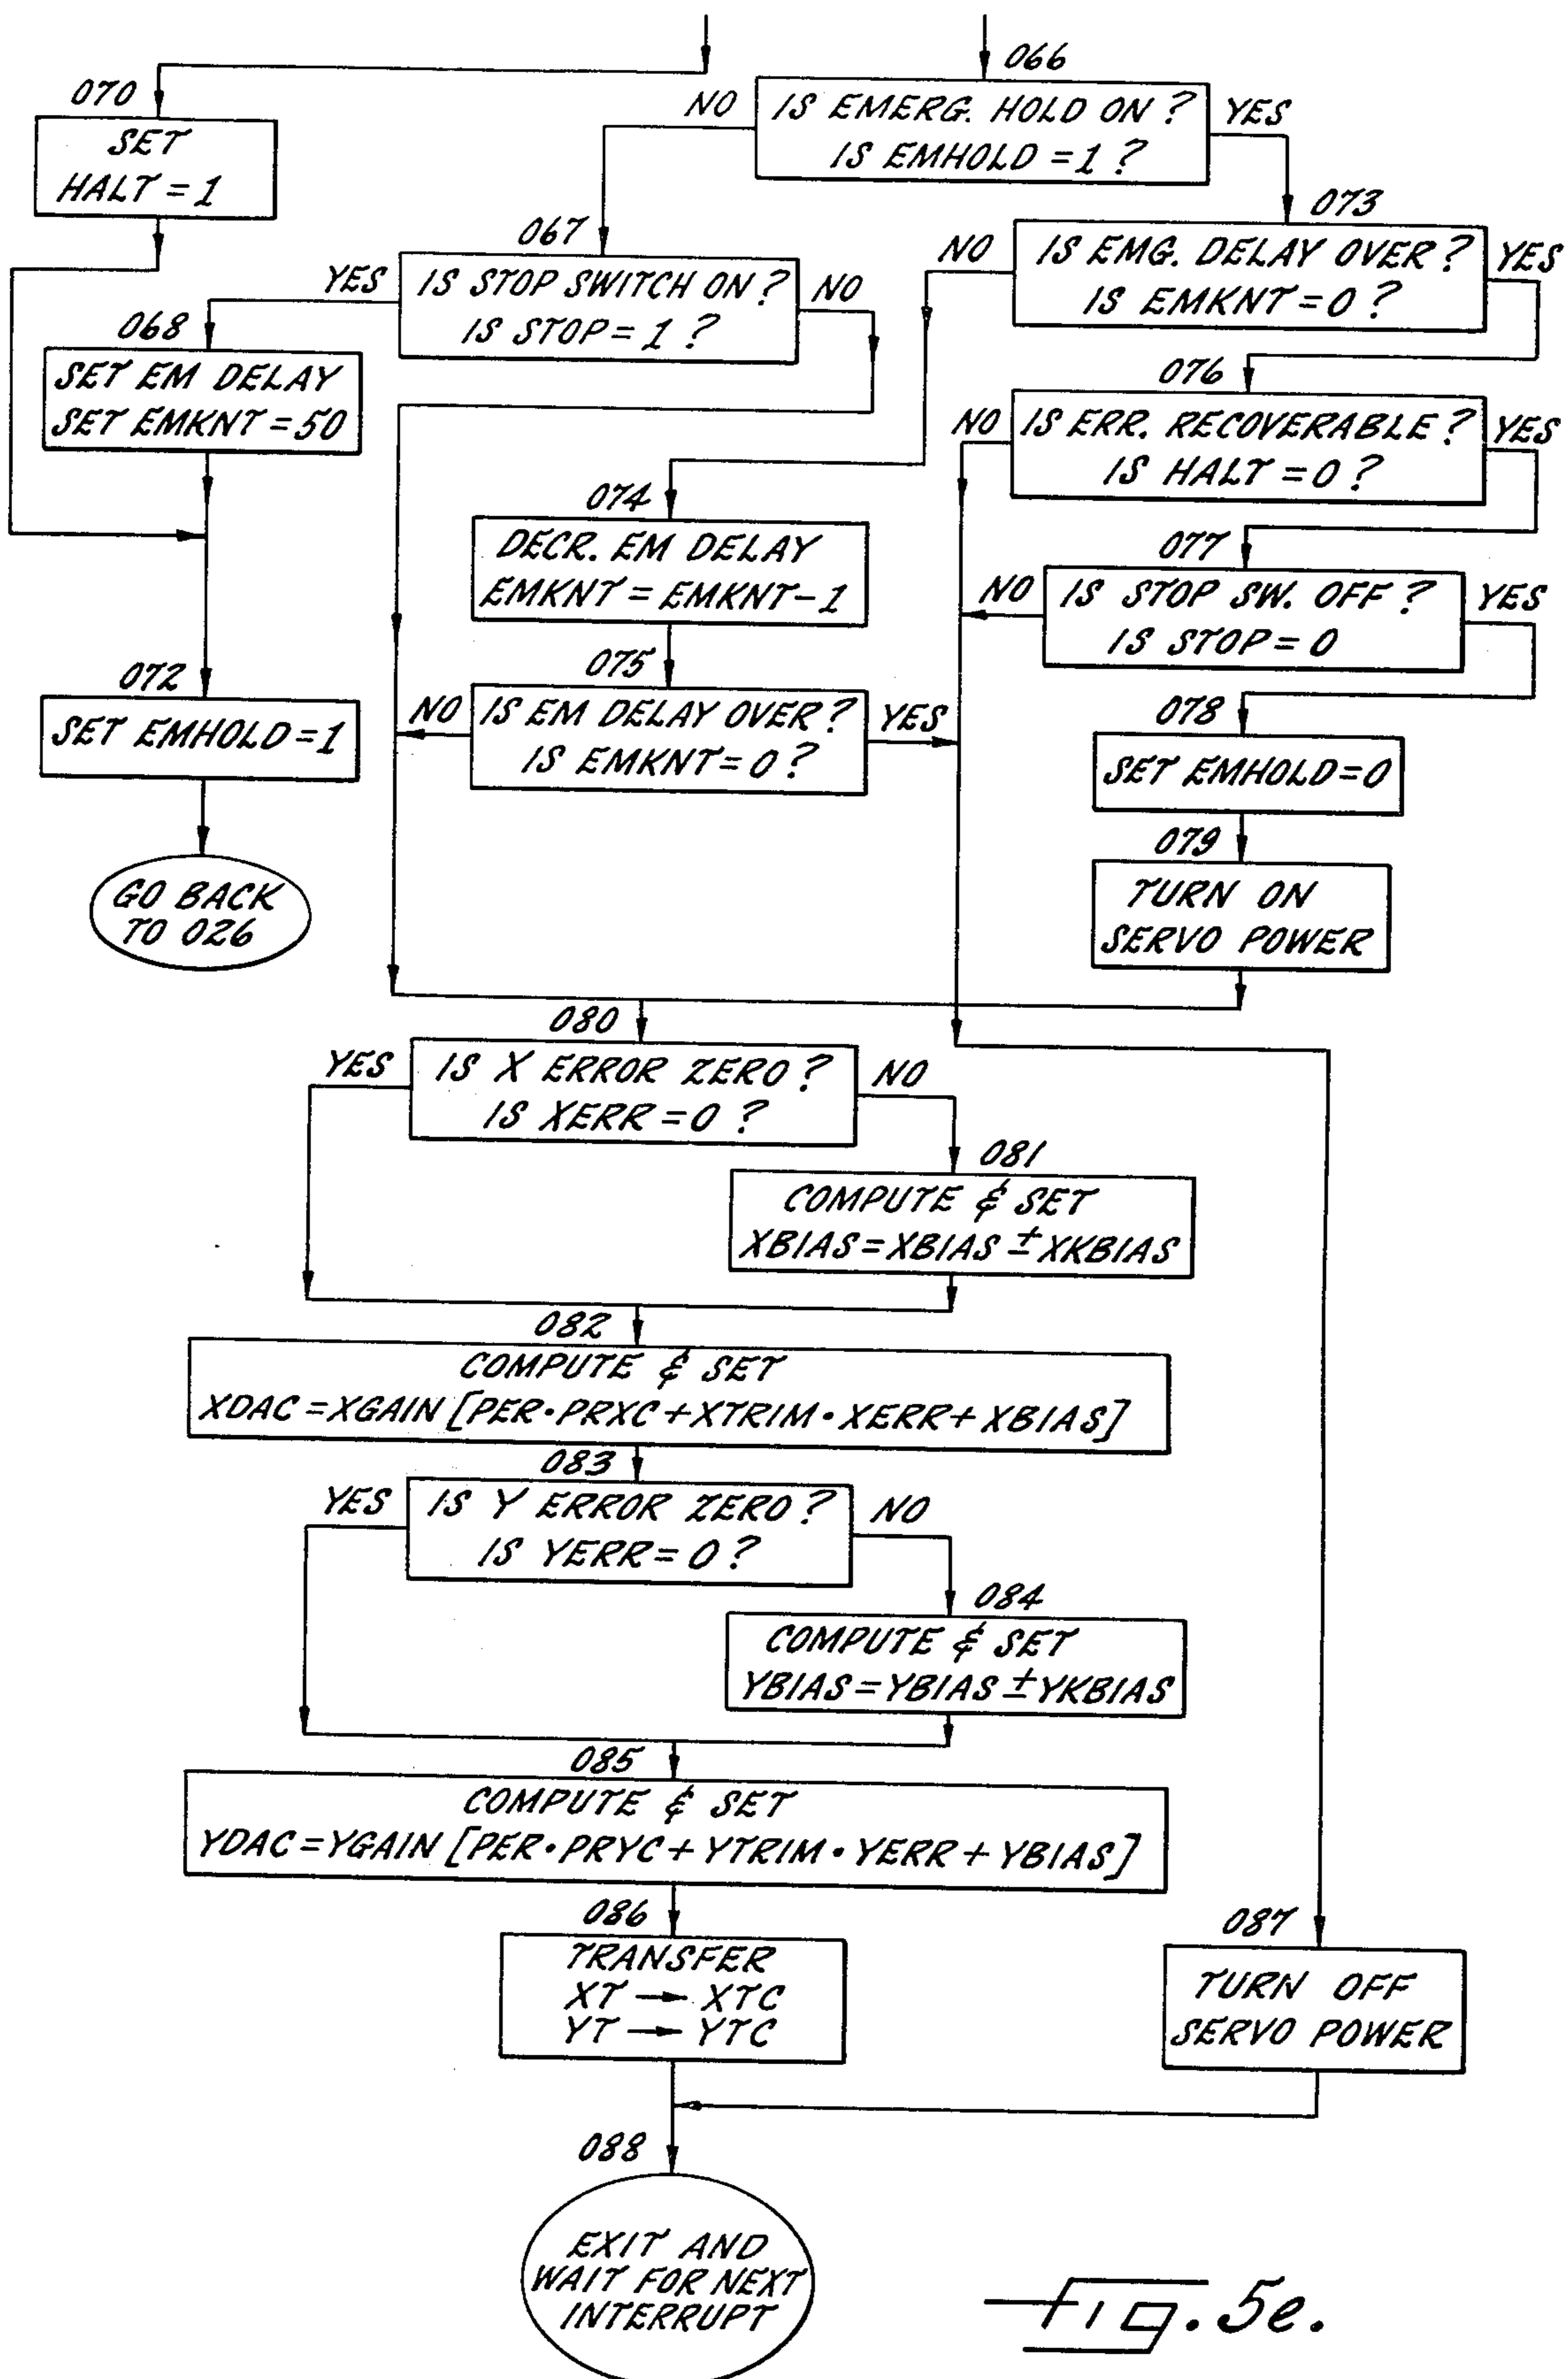 066
070
SET
HALT = 1
NO
IS EMERG. HOLD ON ?
IS EMHOLD = 1 ?
YES
073
067
YES
IS STOP SWITCH ON ?
IS STOP = 1 ?
NO
NO
IS EMG. DELAY OVER ?
IS EMKNT = 0 ?
YES
068
SET EM DELAY
SET EMKNT = 50
076
NO
IS ERR. RECOVERABLE ?
IS HALT = 0 ?
YES
074
DECR. EM DELAY
EMKNT = EMKNT - 1
077
NO
IS STOP SW. OFF ?
IS STOP = 0
YES
072
SET EMHOLD = 1
075
NO
IS EM DELAY OVER ?
IS EMKNT = 0 ?
YES
078
SET EMHOLD = 0
GO BACK
TO 026
079
TURN ON
SERVO POWER
080
YES
IS X ERROR ZERO ?
IS XERR = 0 ?
NO
081
COMPUTE & SET
XBIAS = XBIAS ± XKBIAS
082
COMPUTE & SET
XDAC = XGAIN [PER • PRXC + XTRIM • XERR + XBIAS]
083
YES
IS Y ERROR ZERO ?
IS YERR = 0 ?
NO
084
COMPUTE & SET
YBIAS = YBIAS ± YKBIAS
085
COMPUTE & SET
YDAC = YGAIN [PER • PRYC + YTRIM • YERR + YBIAS]
086
TRANSFER
XT → XTC
YT → YTC
087
TURN OFF
SERVO POWER
088
EXIT AND
WAIT FOR NEXT
INTERRUPT
Fig. 5e.